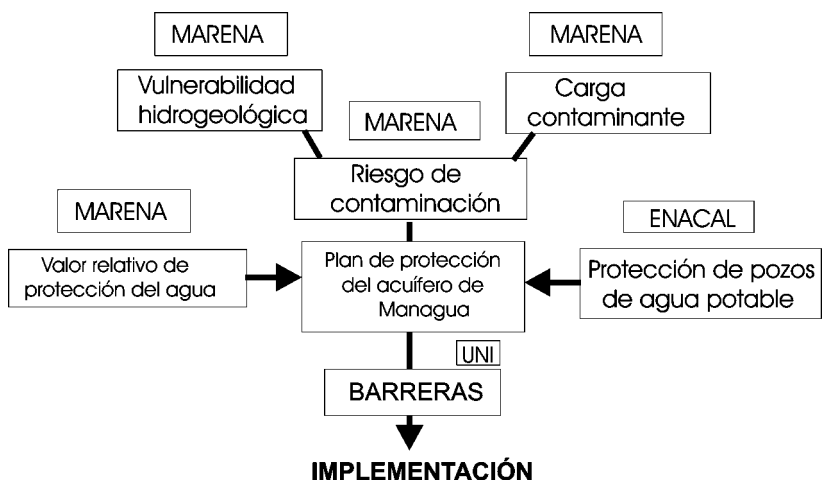 MARENA
MARENA
Vulnerabilidad
hidrogeológica
Carga
contaminante
MARENA
Riesgo de
contaminación
MARENA
ENACAL
Valor relativo de
protección del agua
Plan de protección
del acuífero de
Managua
Protección de pozos
de agua potable
UNI
BARRERAS
IMPLEMENTACIÓN